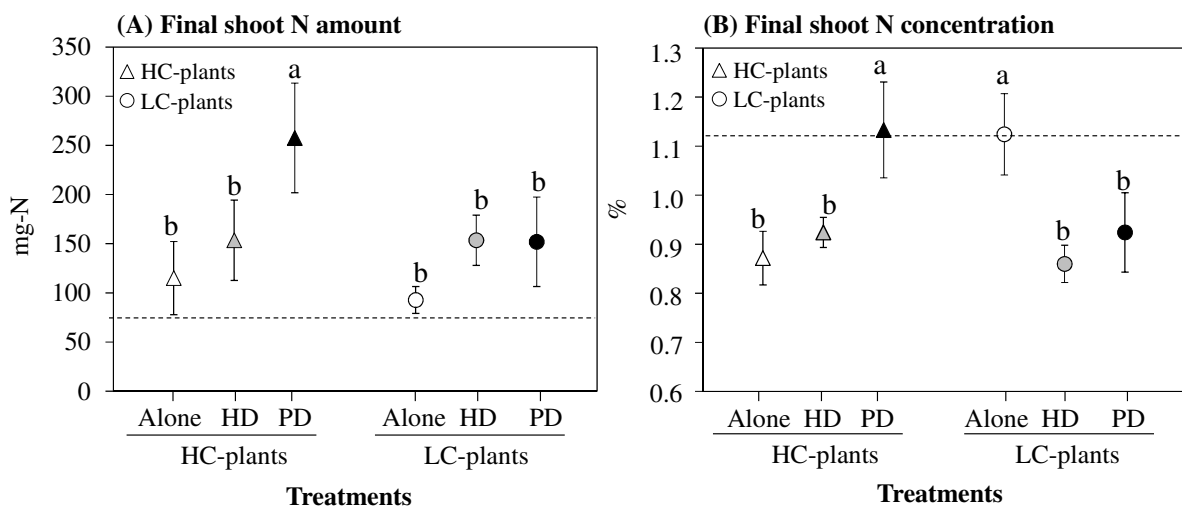 (A) Final shoot N amount
350
300
250
200
150
100
50
0
mg-N
HC-plants
LC-plants
b
b
a
b
b
b
Alone HD PD Alone HD PD
HC-plants LC-plants
Treatments
(B) Final shoot N concentration
1.3
1.2
1.1
1.0
0.9
0.8
0.7
0.6
%
HC-plants
LC-plants
b
b
a
a
b
b
Alone HD PD Alone HD PD
HC-plants LC-plants
Treatments